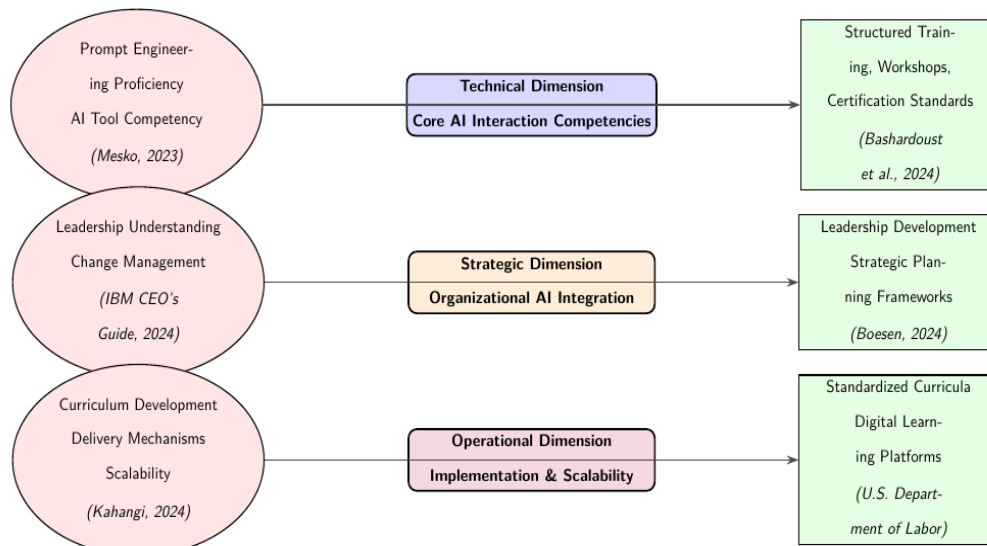 Prompt Engineer-
ing Proficiency
AI Tool Competency
(Mesko, 2023)
Technical Dimension
Core AI Interaction Competencies
Structured Train-
ing, Workshops,
Certification Standards
(Bashardoust
et al., 2024)
Leadership Understanding
Change Management
(IBM CEO's
Guide, 2024)
Strategic Dimension
Organizational AI Integration
Leadership Development
Strategic Plan-
ning Frameworks
(Boesen, 2024)
Curriculum Development
Delivery Mechanisms
Scalability
(Kahangi, 2024)
Operational Dimension
Implementation & Scalability
Standardized Curricula
Digital Learn-
ing Platforms
(U.S. Depart-
ment of Labor)